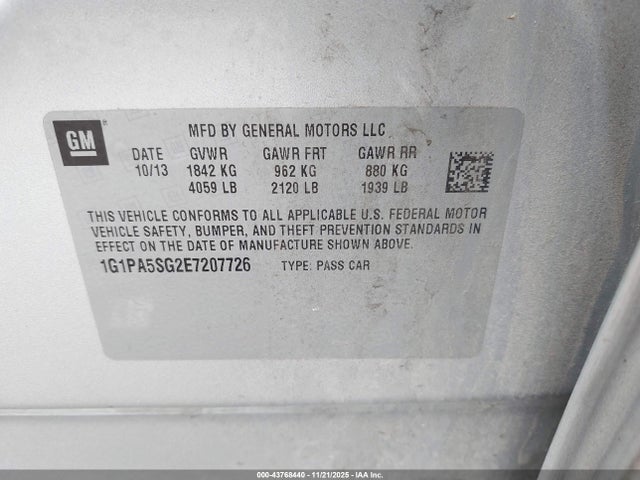 GM
MFD BY GENERAL MOTORS LLC
DATE GVWR GAWR FRT GAWR RR
10/13 1842 KG 962 KG 880 KG
4059 LB 2120 LB 1939 LB
THIS VEHICLE CONFORMS TO ALL APPLICABLE U.S. FEDERAL MOTOR
VEHICLE SAFETY, BUMPER, AND THEFT PREVENTION STANDARDS IN
EFFECT ON THE DATE OF MANUFACTURE SHOWN ABOVE.
1G1PA5SG2E7207726 TYPE: PASS CAR
000-43768440 - 11/21/2025 - IAAI.COM